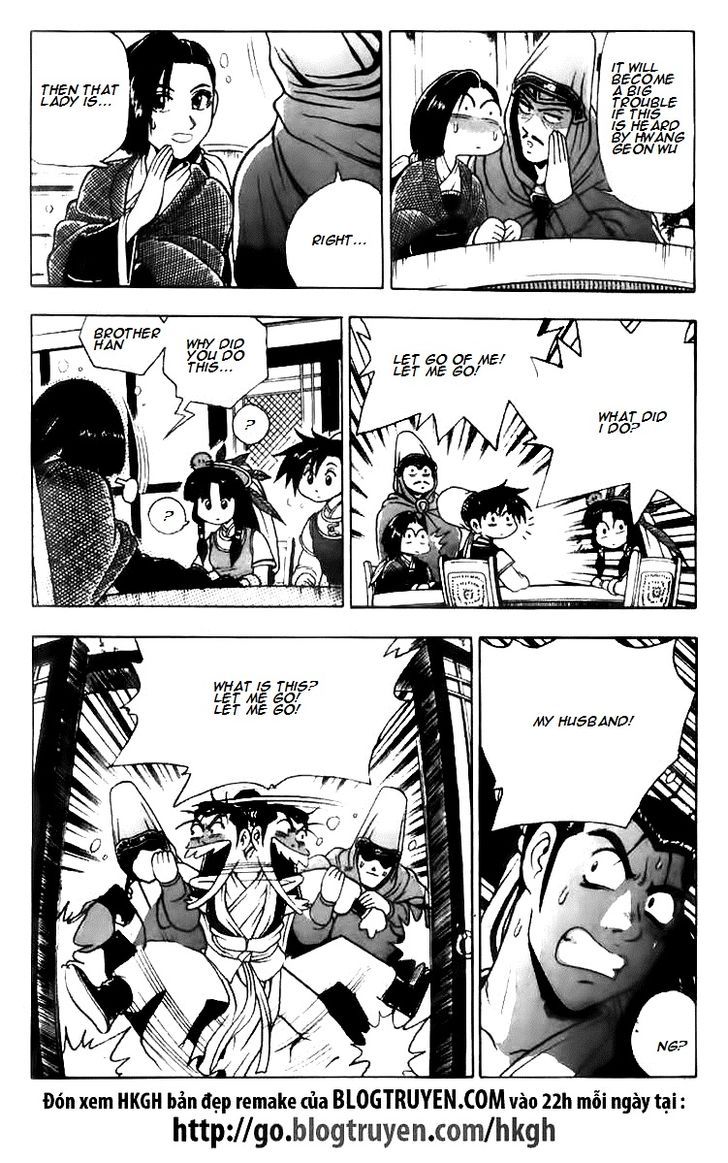 THEN THAT
LADY IS...
RIGHT...
IT WILL
BECOME
A BIG
TROUBLE
IF THIS
IS HEARD
BY HWANG
GEON WU
BROTHER
HAN
WHY DID
YOU DO
THIS...
?
?
LET GO OF ME!
LET ME GO!
WHAT DID
I DO?
WHAT IS THIS?
LET ME GO!
LET ME GO!
MY HUSBAND!
NG?
Đón xem HKGH bản đẹp remake của BLOGTRUYEN.COM vào 22h mỗi ngày tại :
http://go.blogtruyen.com/hkgh